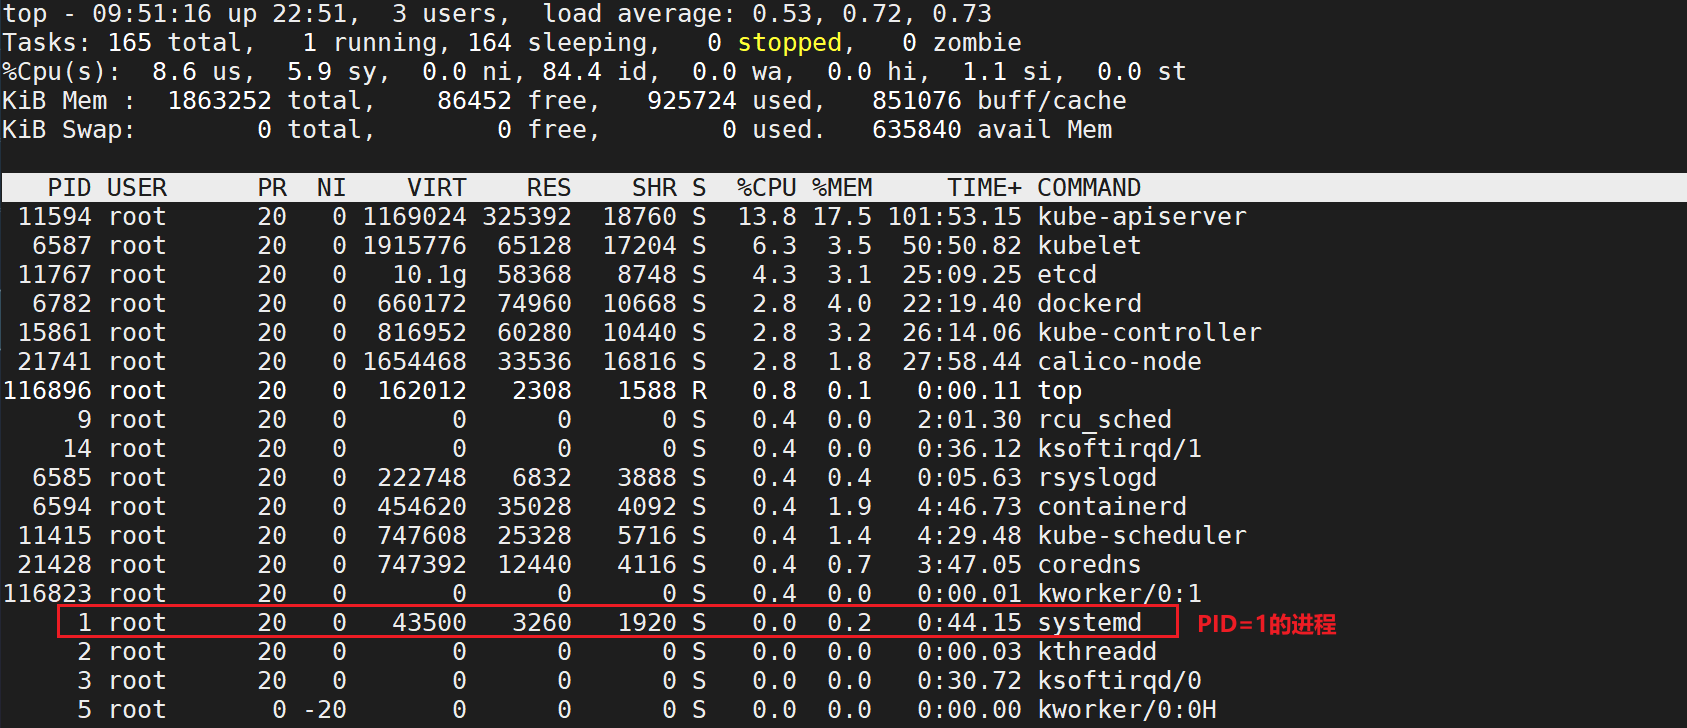 top - 09:51:16 up 22:51,  3 users,  load average: 0.53, 0.72, 0.73
Tasks: 165 total,   1 running, 164 sleeping,   0 stopped,   0 zombie
%Cpu(s):  8.6 us,  5.9 sy,  0.0 ni, 84.4 id,  0.0 wa,  0.0 hi,  1.1 si,  0.0 st
KiB Mem :  1863252 total,    86452 free,   925724 used,   851076 buff/cache
KiB Swap:        0 total,        0 free,        0 used.   635840 avail Mem
   PID USER      PR  NI    VIRT    RES    SHR S  %CPU %MEM     TIME+ COMMAND
 11594 root      20   0 1169024 325392  18760 S  13.8 17.5 101:53.15 kube-apiserver
  6587 root      20   0 1915776  65128  17204 S   6.3  3.5  50:50.82 kubelet
 11767 root      20   0   10.1g  58368   8748 S   4.3  3.1  25:09.25 etcd
  6782 root      20   0  660172  74960  10668 S   2.8  4.0  22:19.40 dockerd
 15861 root      20   0  816952  60280  10440 S   2.8  3.2  26:14.06 kube-controller
 21741 root      20   0 1654468  33536  16816 S   2.8  1.8  27:58.44 calico-node
116896 root      20   0  162012   2308   1588 R   0.8  0.1   0:00.11 top
     9 root      20   0       0      0      0 S   0.4  0.0   2:01.30 rcu_sched
    14 root      20   0       0      0      0 S   0.4  0.0   0:36.12 ksoftirqd/1
  6585 root      20   0  222748   6832   3888 S   0.4  0.4   0:05.63 rsyslogd
  6594 root      20   0  454620  35028   4092 S   0.4  1.9   4:46.73 containerd
 11415 root      20   0  747608  25328   5716 S   0.4  1.4   4:29.48 kube-scheduler
 21428 root      20   0  747392  12440   4116 S   0.4  0.7   3:47.05 coredns
116823 root      20   0       0      0      0 S   0.4  0.0   0:00.01 kworker/0:1
     1 root      20   0   43500   3260   1920 S   0.0  0.2   0:44.15 systemd PID=1的进程
     2 root      20   0       0      0      0 S   0.0  0.0   0:00.03 kthreadd
     3 root      20   0       0      0      0 S   0.0  0.0   0:30.72 ksoftirqd/0
     5 root       0 -20       0      0      0 S   0.0  0.0   0:00.00 kworker/0:0H